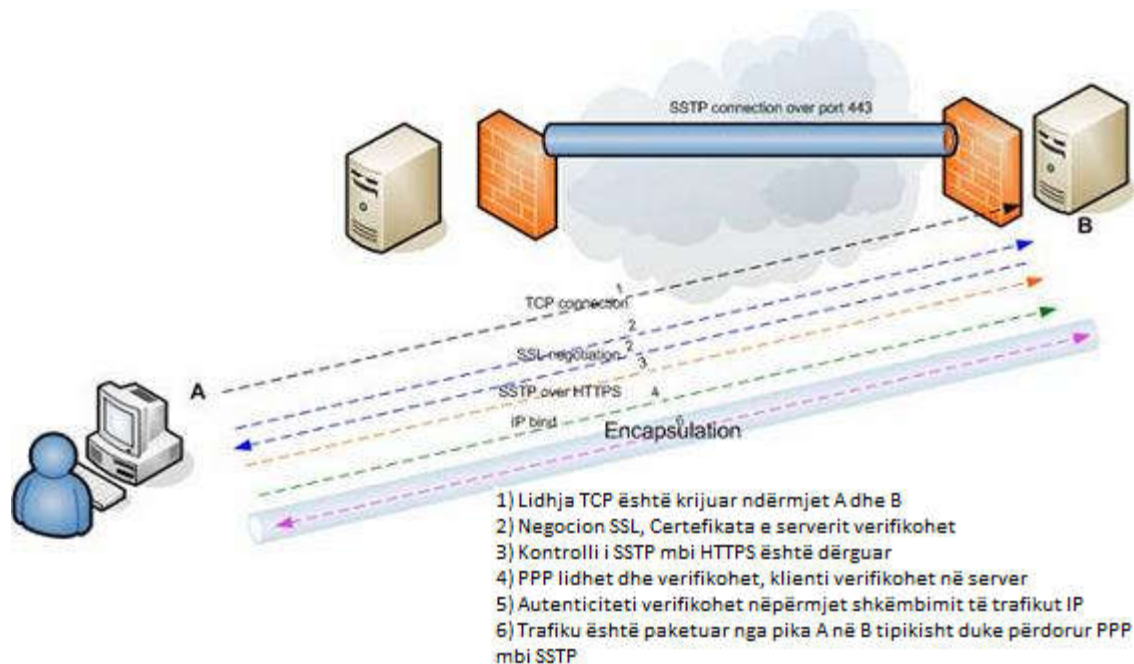 SSTP connection over port 443
B
1
TCP connection
2
2
SSL negotiation
3
A
SSTP over HTTPS
4
IP bind
Encapsulation
1) Lidhja TCP është krijuar ndërmjet A dhe B
2) Negocion SSL, Certefikata e serverit verifikohet
3) Kontrolli i SSTP mbi HTTPS është dërguar
4) PPP lidhet dhe verifikohet, klienti verifikohet në server
5) Autenticiteti verifikohet nëpërmjet shkëmbimit të trafikut IP
6) Trafiku është paketuar nga pika A në B tipikisht duke përdorur PPP
mbi SSTP